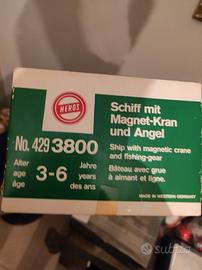 HEROS
No. 429 3800
Alter
age
âge
3-6
Jahre
years
des ans
Schiff mit
Magnet-Kran
und Angel
Ship with magnetic crane
and fishing-gear
Bâteau avec grue
à aimant et ligne.
MADE IN WESTERN-GERMANY
subito